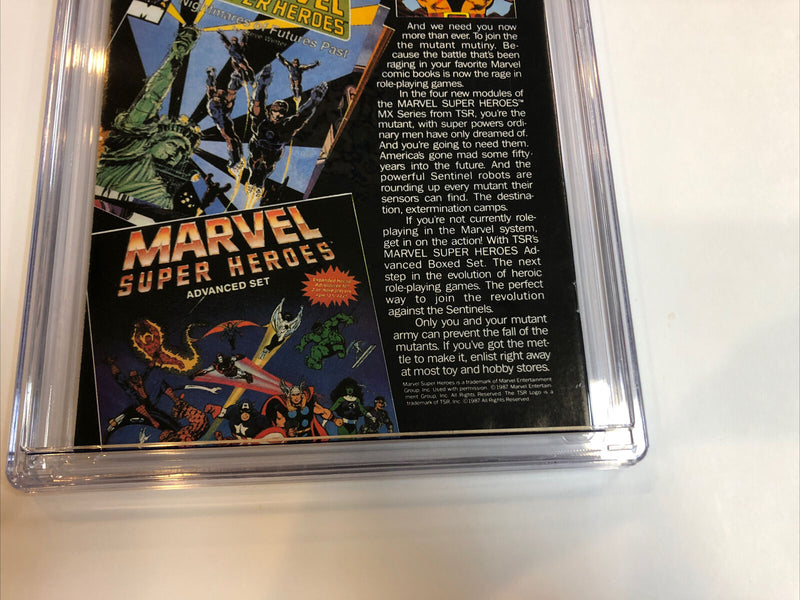 MARVEL
SUPER HEROES
Nightmares of Futures Past
MARVEL
SUPER HEROES
ADVANCED SET
And we need you now
more than ever. To join the
the mutant mutiny. Be-
cause the battle that's been
raging in your favorite Marvel
comic books is now the rage in
role-playing games.
In the four new modules of
the MARVEL SUPER HEROES™
MX Series from TSR, you're the
mutant, with super powers ordi-
nary men have only dreamed of.
And you're going to need them.
America's gone mad some fifty
years into the future. And the
powerful Sentinel robots are
rounding up every mutant their
sensors can find. The destina-
tion, extermination camps.
If you're not currently role-
playing in the Marvel system,
get in on the action! With TSR's
MARVEL SUPER HEROES Ad-
vanced Boxed Set. The next
step in the evolution of heroic
role-playing games. The perfect
way to join the revolution
against the Sentinels.
Only you and your mutant
army can prevent the fall of the
mutants. If you've got the met-
tle to make it, enlist right away
at most toy and hobby stores.
Marvel Super Heroes is a trademark of Marvel Entertainment
Group, Inc. Used with permission. ©1987 Marvel Entertain-
ment Group, Inc. All Rights Reserved. The TSR Logo is a
trademark of TSR, Inc. ©1987 All Rights Reserved.